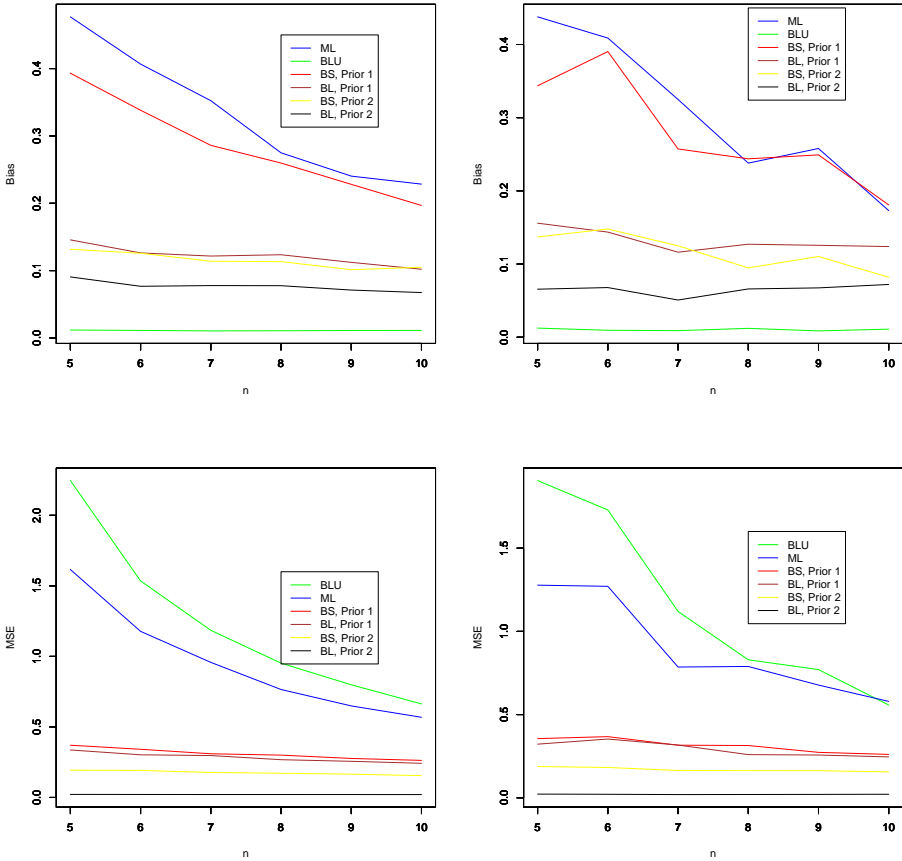 0.4
0.3
0.2
0.1
0.0
Bias
5 6 7 8 9 10
n
ML
BLU
BS, Prior 1
BL, Prior 1
BS, Prior 2
BL, Prior 2
0.4
0.3
0.2
0.1
0.0
Bias
5 6 7 8 9 10
n
ML
BLU
BS, Prior 1
BL, Prior 1
BS, Prior 2
BL, Prior 2
2.0
1.5
1.0
0.5
0.0
MSE
5 6 7 8 9 10
n
BLU
ML
BS, Prior 1
BL, Prior 1
BS, Prior 2
BL, Prior 2
1.5
1.0
0.5
0.0
MSE
5 6 7 8 9 10
n
BLU
ML
BS, Prior 1
BL, Prior 1
BS, Prior 2
BL, Prior 2